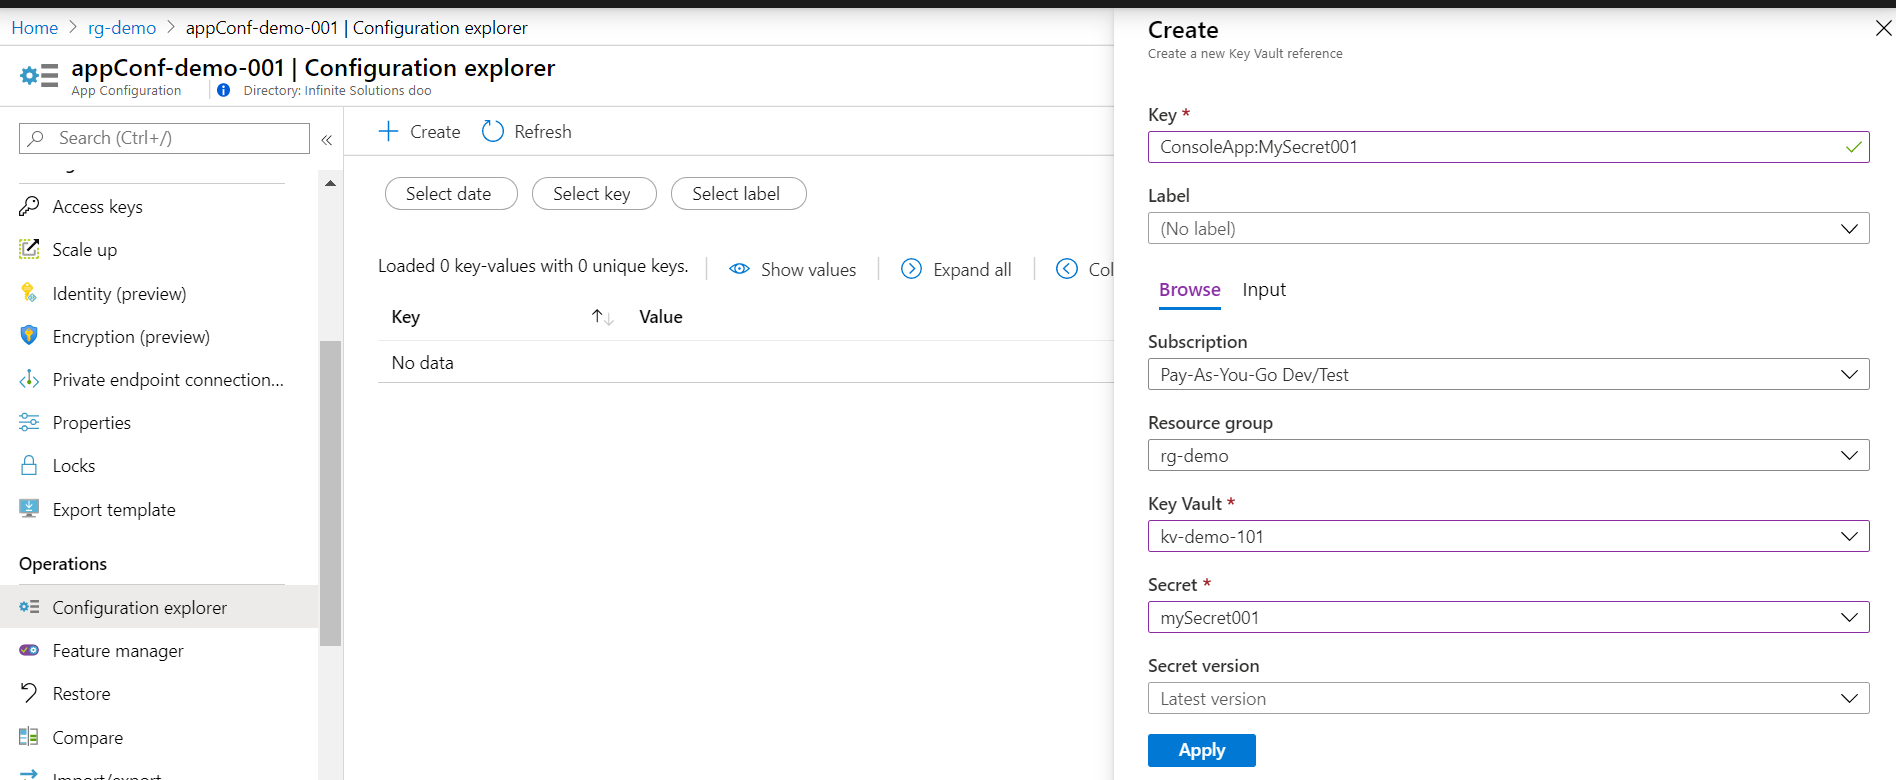 Home > rg-demo > appConf-demo-001 | Configuration explorer
appConf-demo-001 | Configuration explorer
App Configuration
Directory: Infinite Solutions doo
Search (Ctrl+/)
«
Access keys
Scale up
Identity (preview)
Encryption (preview)
Private endpoint connection...
Properties
Locks
Export template
Operations
Configuration explorer
Feature manager
Restore
Compare
Import/export
Create
Refresh
Select date
Select key
Select label
Loaded 0 key-values with 0 unique keys.
Show values
Expand all
Col
Key
Value
No data
Create
Create a new Key Vault reference
Key *
ConsoleApp:MySecret001
Label
(No label)
Browse
Input
Subscription
Pay-As-You-Go Dev/Test
Resource group
rg-demo
Key Vault *
kv-demo-101
Secret *
mySecret001
Secret version
Latest version
Apply